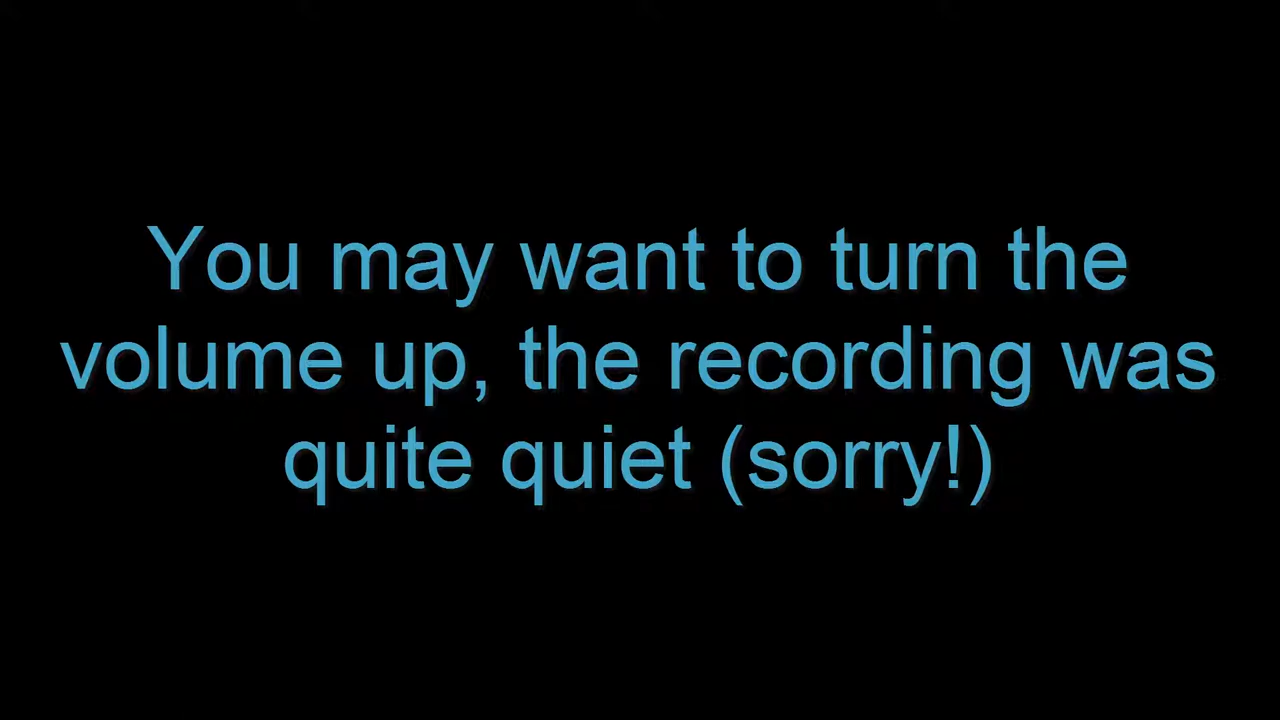 You may want to turn the
volume up, the recording was
quite quiet (sorry!)